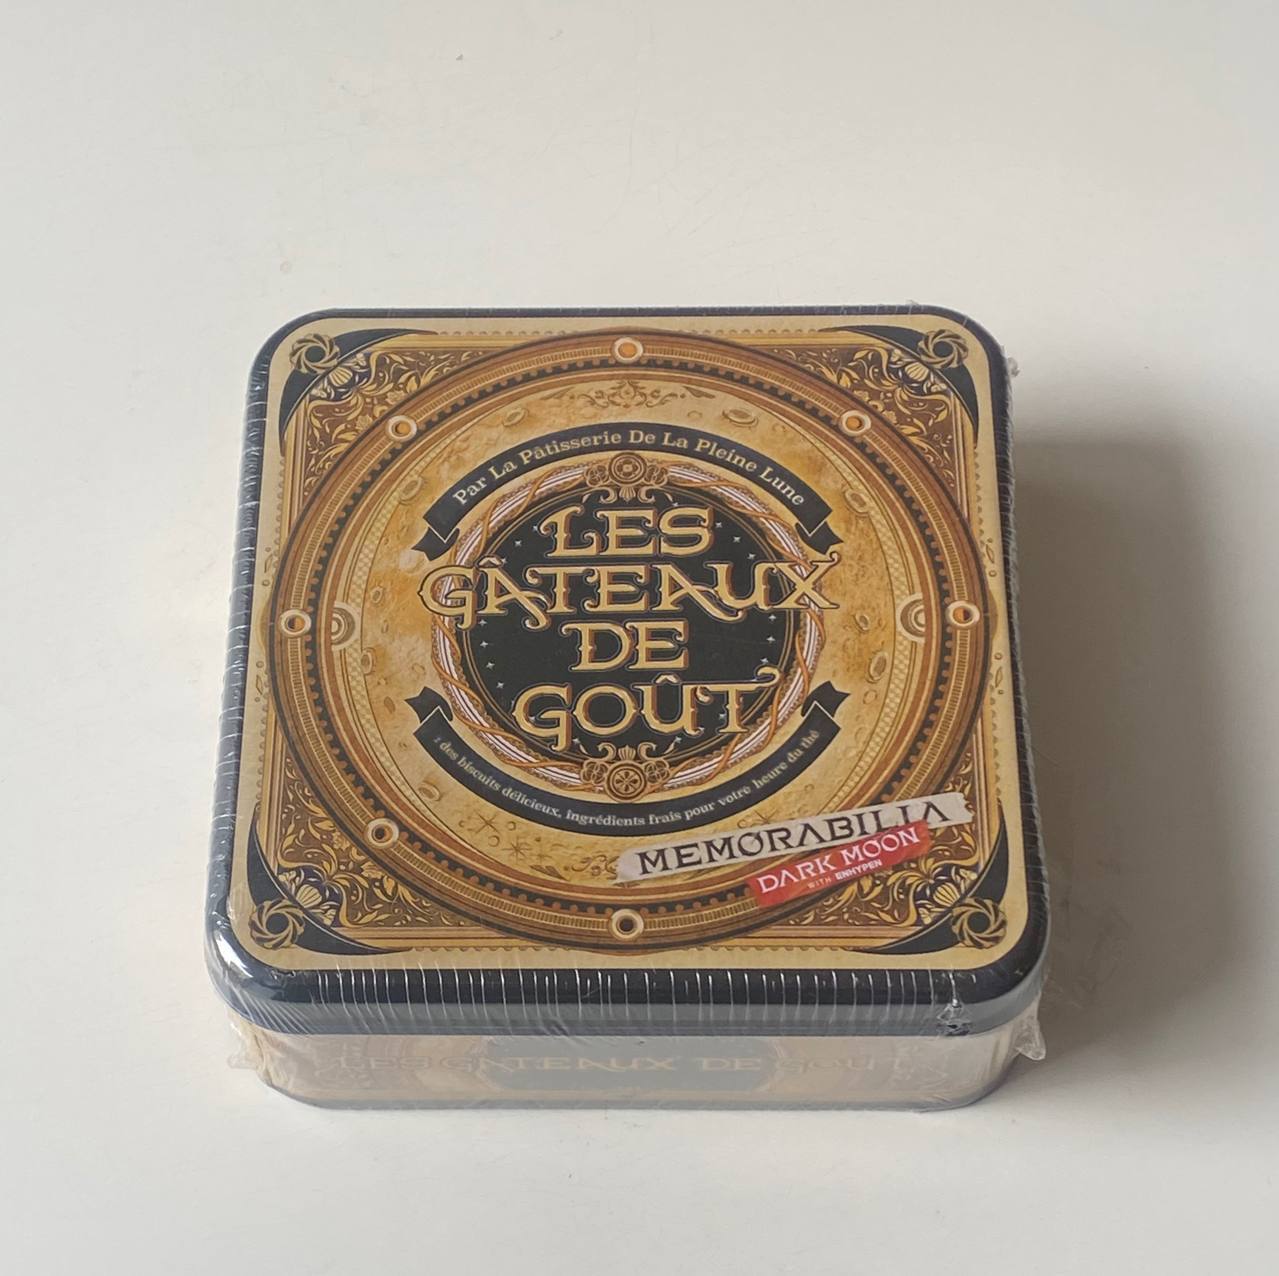 Par La Pâtisserie De La Pleine Lune
LES
GÂTEAUX
DE
GOÛT
: des biscuits délicieux, ingrédients frais pour votre heure du thé
MEMORABILIA
DARK MOON
WITH ENHYPEN
LES GÂTEAUX DE GOUT